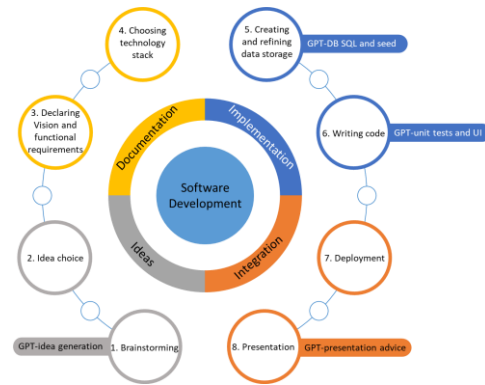 4. Choosing
technology
stack
5. Creating
and refining
data storage
GPT-DB SQL and seed
3. Declaring
Vision and
functional
requirements
Documentation
Implementation
6. Writing code
GPT-unit tests and UI
Software
Development
2. Idea choice
Ideas
Integration
7. Deployment
GPT-idea generation
1. Brainstorming
8. Presentation
GPT-presentation advice